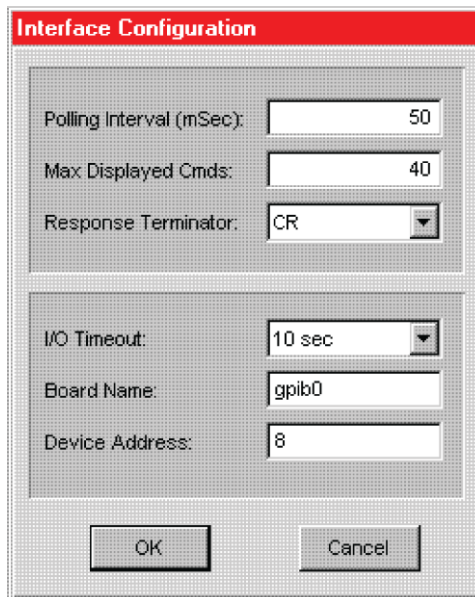 Interface Configuration
Polling Interval (mSec): 50
Max Displayed Cmds: 40
Response Terminator: CR
I/O Timeout: 10 sec
Board Name: gpib0
Device Address: 8
OK Cancel